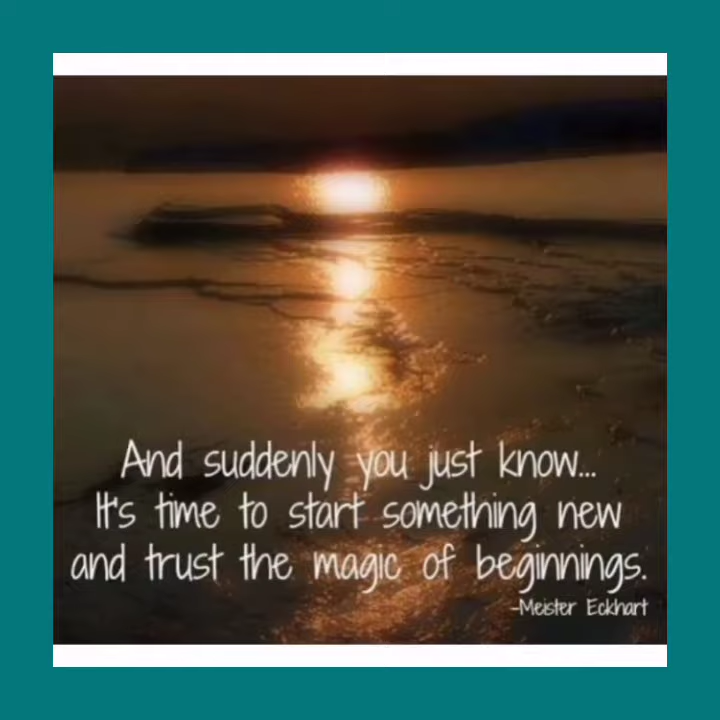 And suddenly you just know...
It's time to start something new
and trust the magic of beginnings.
-Meister Eckhart